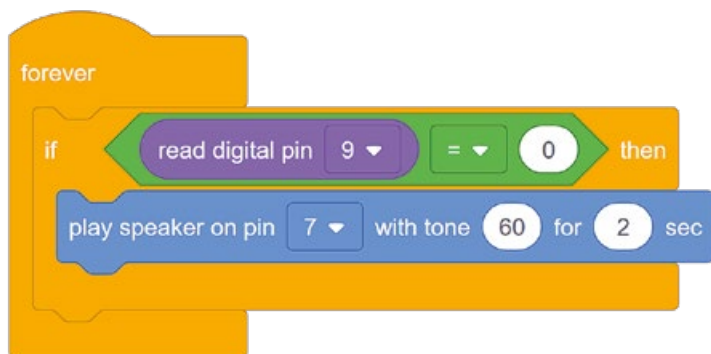 forever
if read digital pin 9 = 0 then
play speaker on pin 7 with tone 60 for 2 sec